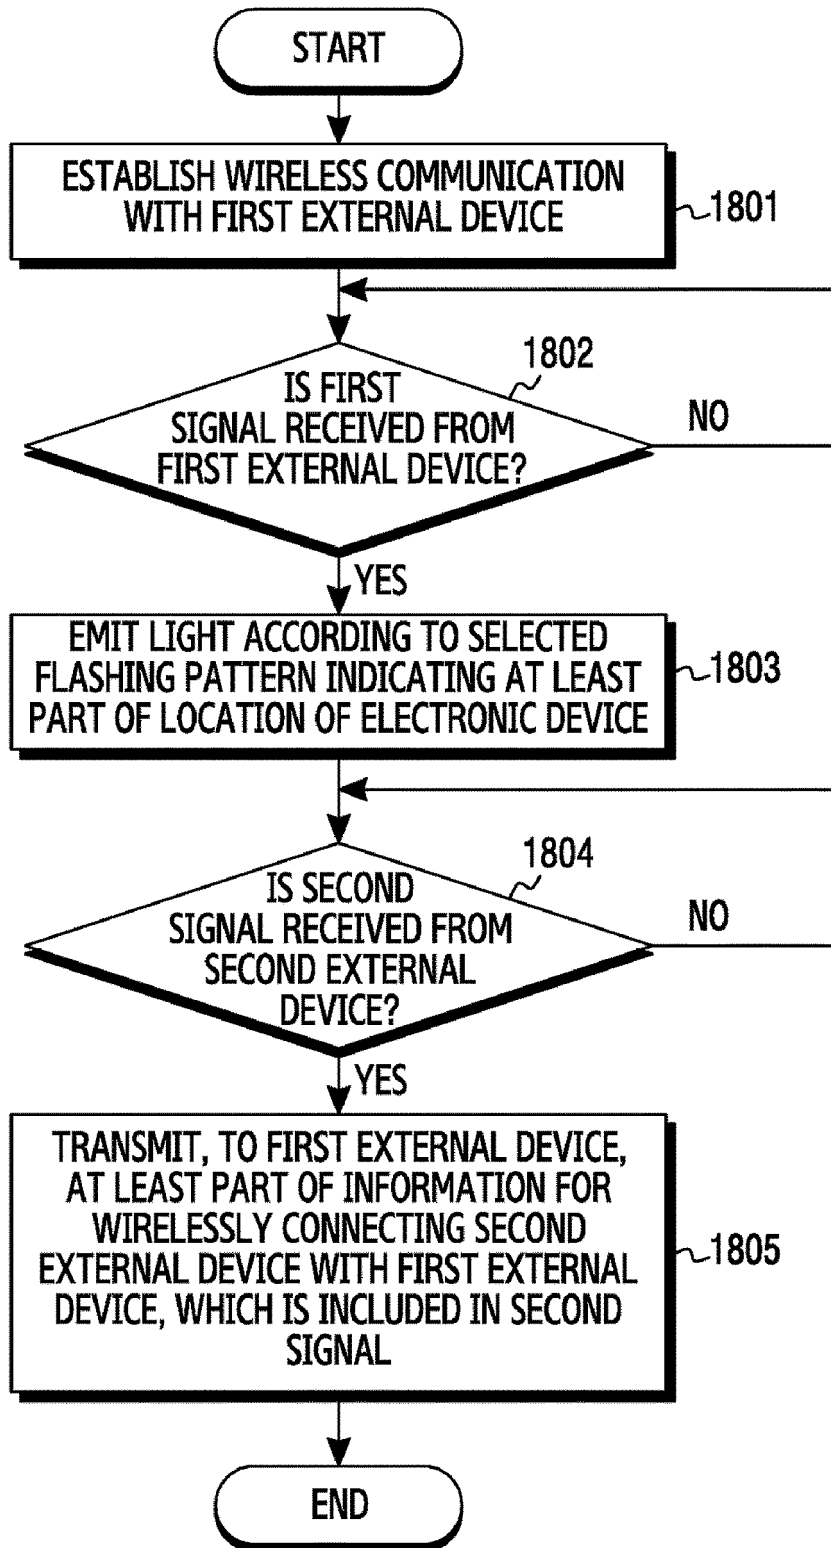 START
ESTABLISH WIRELESS COMMUNICATION
WITH FIRST EXTERNAL DEVICE
1801
1802
IS FIRST
SIGNAL RECEIVED FROM
FIRST EXTERNAL DEVICE?
NO
YES
EMIT LIGHT ACCORDING TO SELECTED
FLASHING PATTERN INDICATING AT LEAST
PART OF LOCATION OF ELECTRONIC DEVICE
1803
1804
IS SECOND
SIGNAL RECEIVED FROM
SECOND EXTERNAL
DEVICE?
NO
YES
TRANSMIT, TO FIRST EXTERNAL DEVICE,
AT LEAST PART OF INFORMATION FOR
WIRELESSLY CONNECTING SECOND
EXTERNAL DEVICE WITH FIRST EXTERNAL
DEVICE, WHICH IS INCLUDED IN SECOND
SIGNAL
1805
END